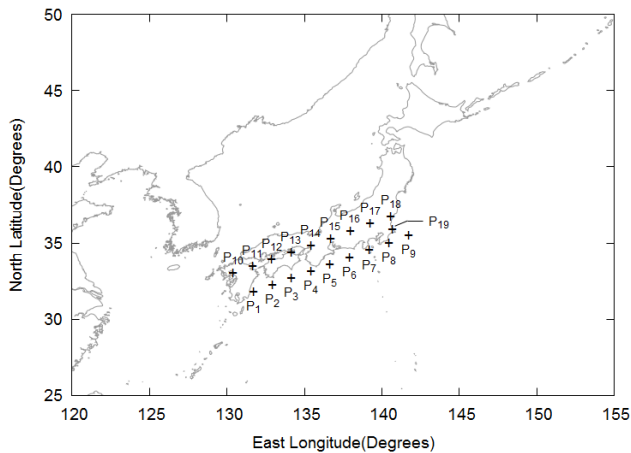 50
45
40
35
30
25
North Latitude(Degrees)
P18
P17
P16
P15
P14
P13
P12
P11
P10
P19
P9
P8
P7
P6
P5
P4
P3
P2
P1
120 125 130 135 140 145 150 155
East Longitude(Degrees)